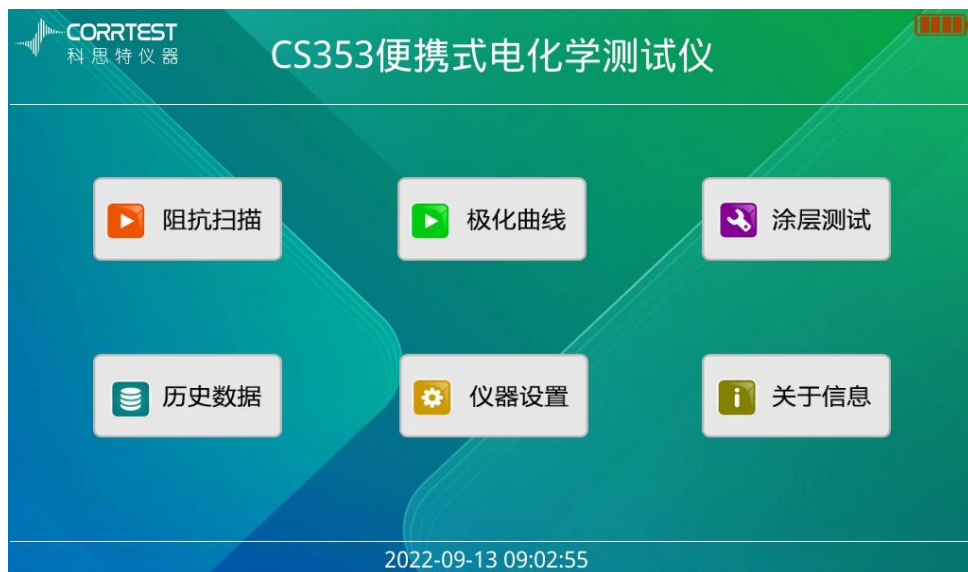 CORRTEST
科思特仪器
CS353便携式电化学测试仪
阻抗扫描
极化曲线
涂层测试
历史数据
仪器设置
关于信息
2022-09-13 09:02:55